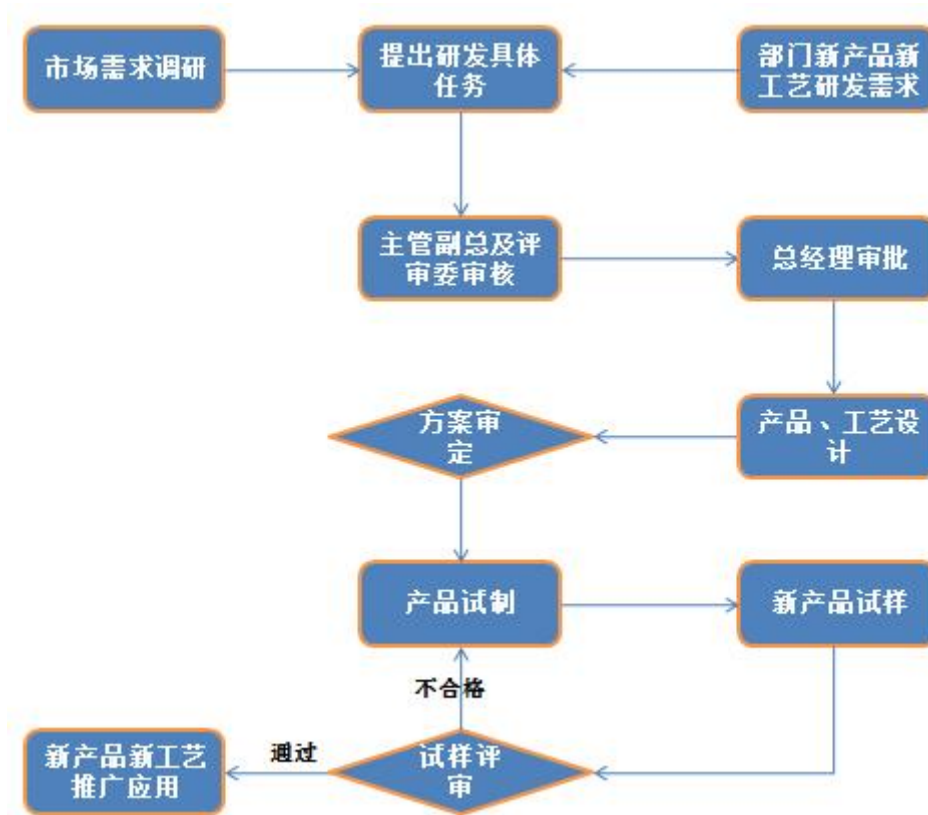 市场需求调研
提出研发具体
任务
部门新产品新
工艺研发需求
主管副总及评
审委审核
总经理审批
方案审
定
产品、工艺设
计
产品试制
新产品试样
不合格
新产品新工艺
推广应用
通过
试样评
审